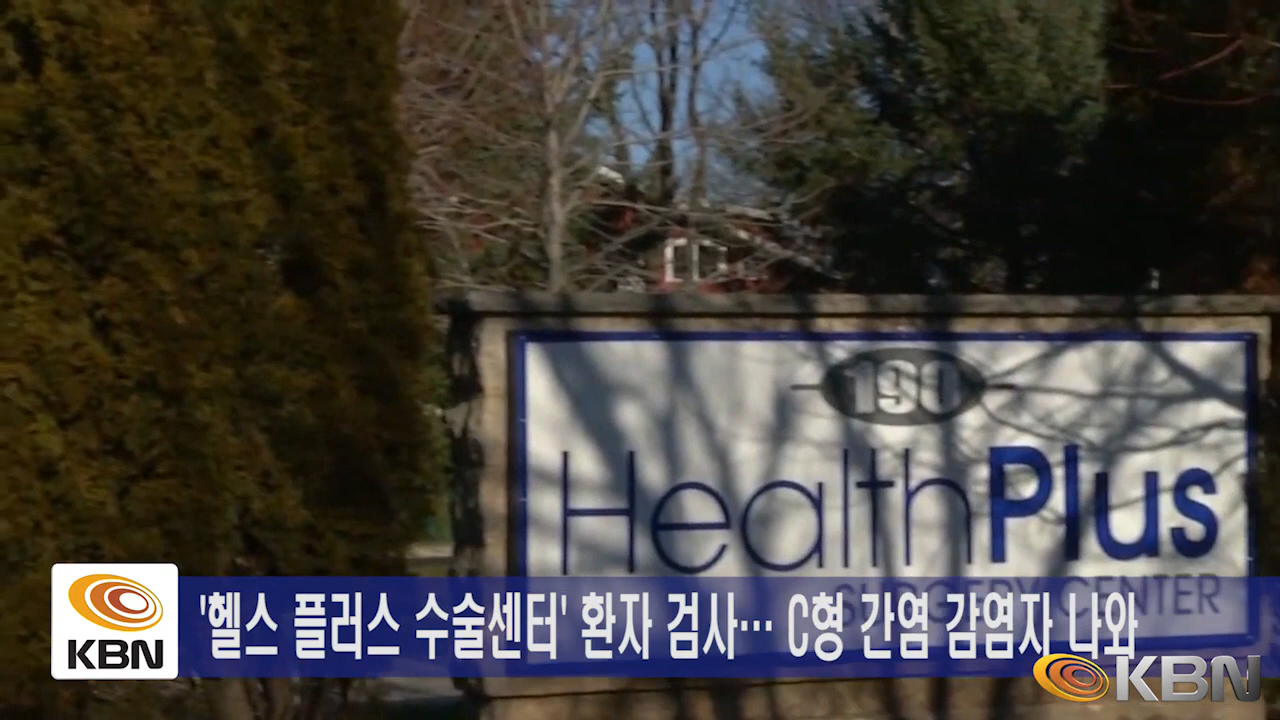 190
HealthPlus
SURGERY CENTER
KBN
'헬스 플러스 수술센터' 환자 검사… C형 간염 감염자 나와
KBN